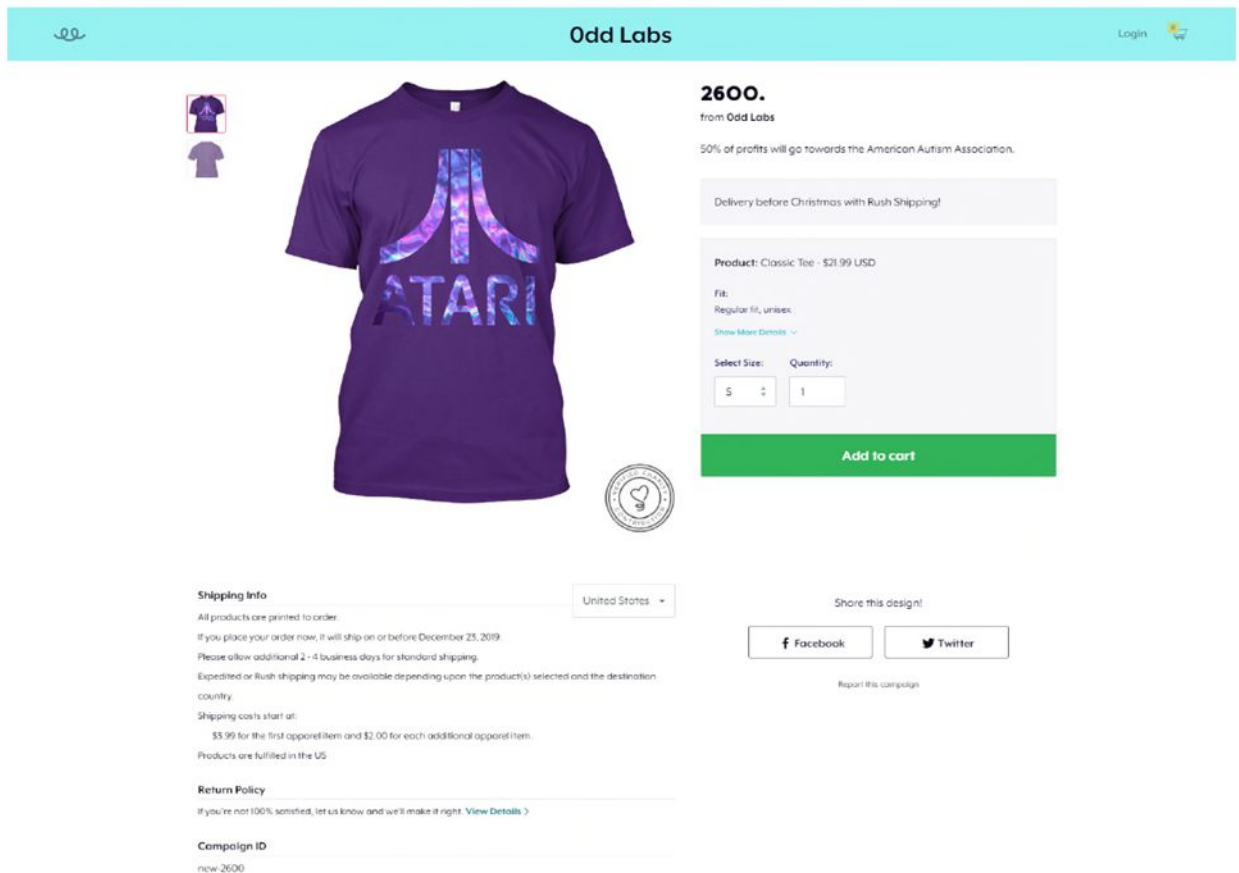 0dd Labs
Login
2600.
from 0dd Labs
50% of profits will go towards the American Autism Association.
Delivery before Christmas with Rush Shipping!
Product: Classic Tee - $21.99 USD
Fit:
Regular fit, unisex
Show More Details
Select Size:
Quantity:
S
1
Add to cart
ATARI
VERIFIED CHARITY
CONTRIBUTION
Shipping Info
United States
All products are printed to order.
If you place your order now, it will ship on or before December 23, 2019.
Please allow additional 2 - 4 business days for standard shipping.
Expedited or Rush shipping may be available depending upon the product(s) selected and the destination
country.
Shipping costs start at:
$3.99 for the first apparel item and $2.00 for each additional apparel item.
Products are fulfilled in the US
Return Policy
If you're not 100% satisfied, let us know and we'll make it right. View Details >
Campaign ID
new-2600
Share this design!
Facebook
Twitter
Report this campaign